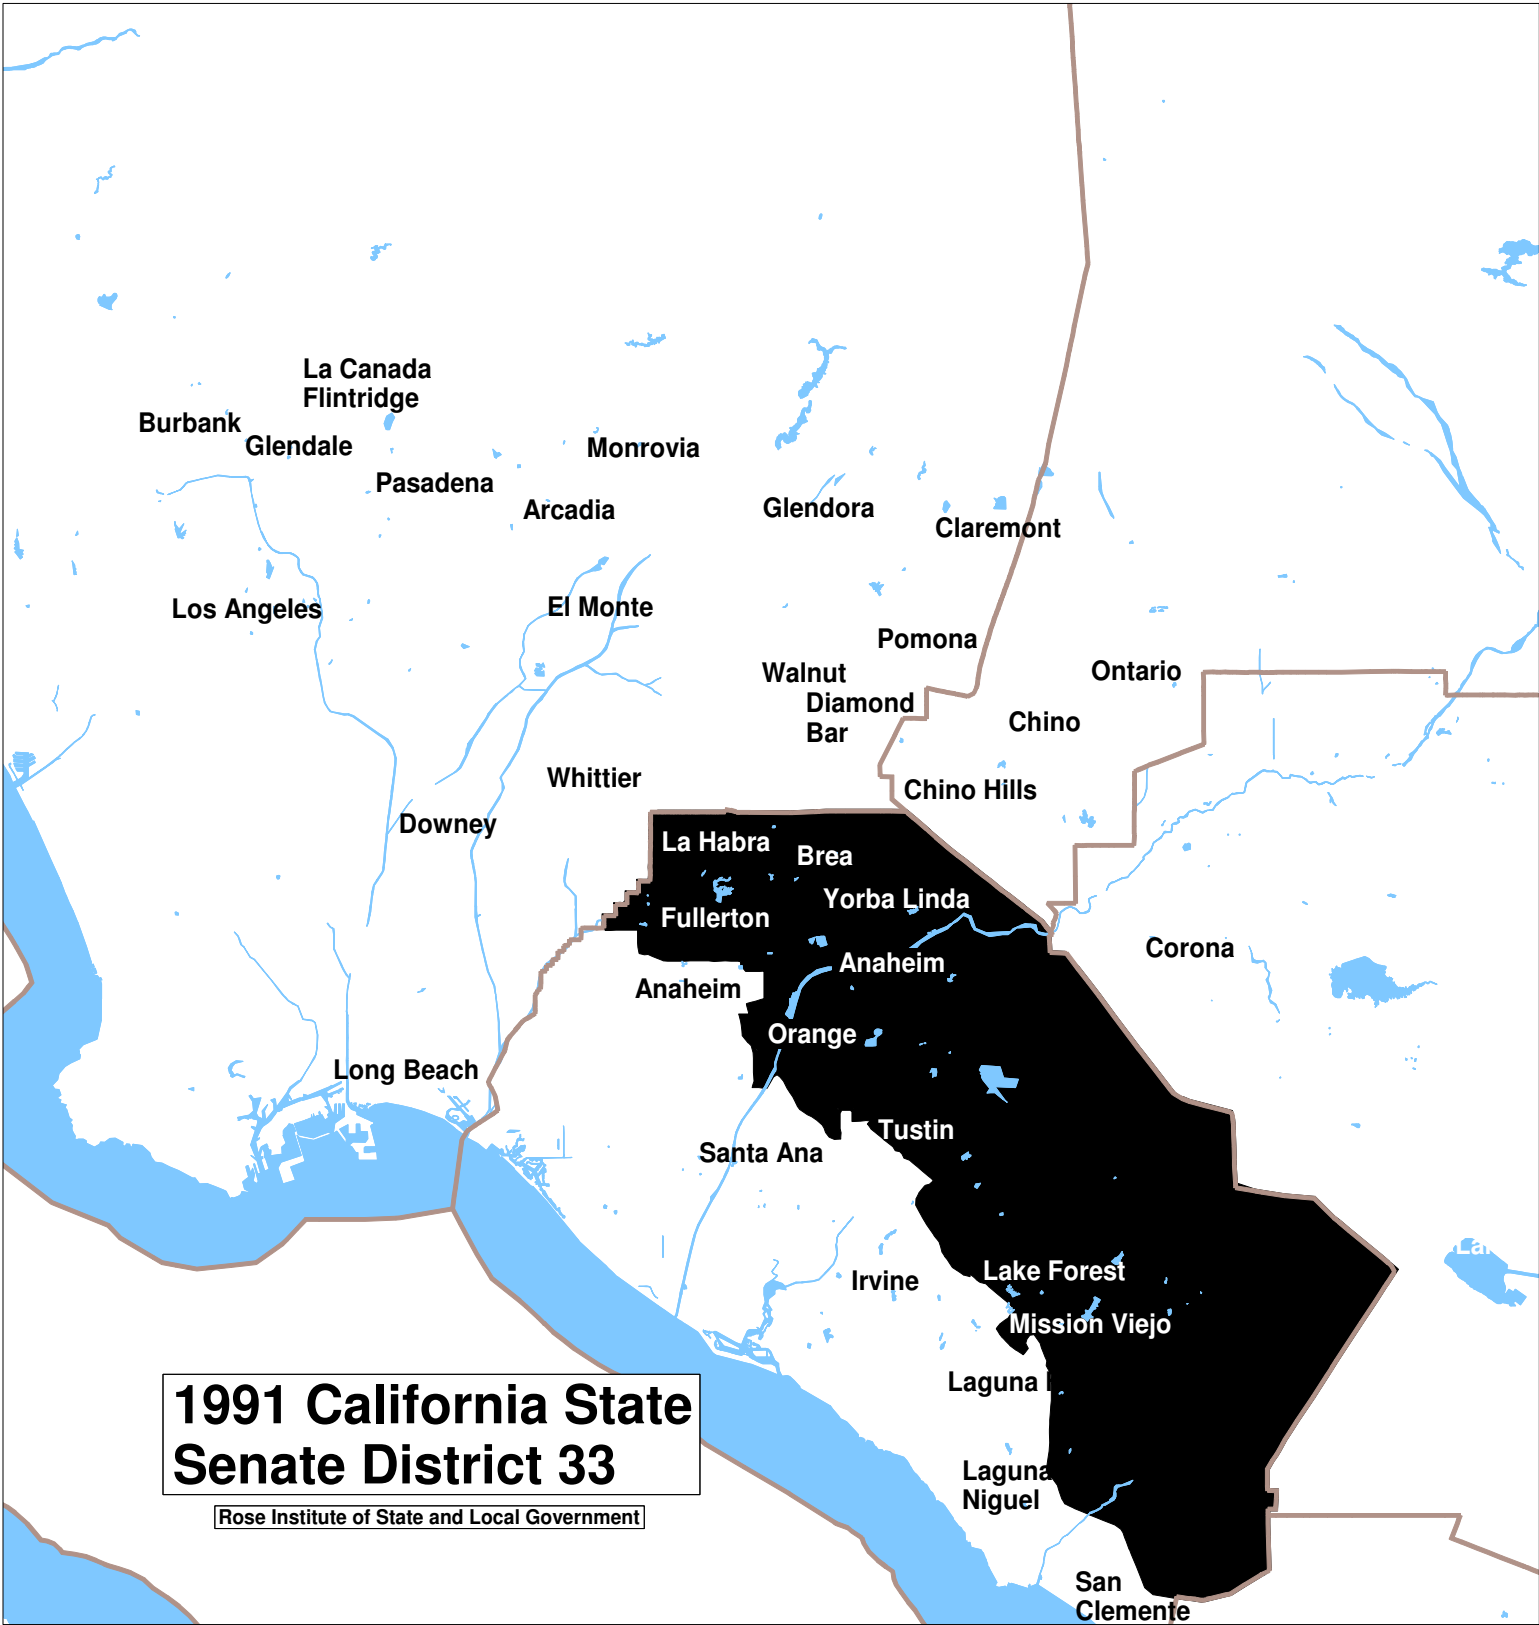 La Canada
Flintridge
Burbank
Glendale
Monrovia
Pasadena
Arcadia
Glendora
Claremont
Los Angeles
El Monte
Pomona
Walnut
Ontario
Diamond
Bar
Chino
Whittier
Chino Hills
Downey
La Habra
Brea
Yorba Linda
Fullerton
Corona
Anaheim
Anaheim
Orange
Long Beach
Tustin
Santa Ana
Lake Forest
Irvine
Mission Viejo
Laguna
Laguna
Niguel
San
Clemente
1991 California State
Senate District 33
Rose Institute of State and Local Government